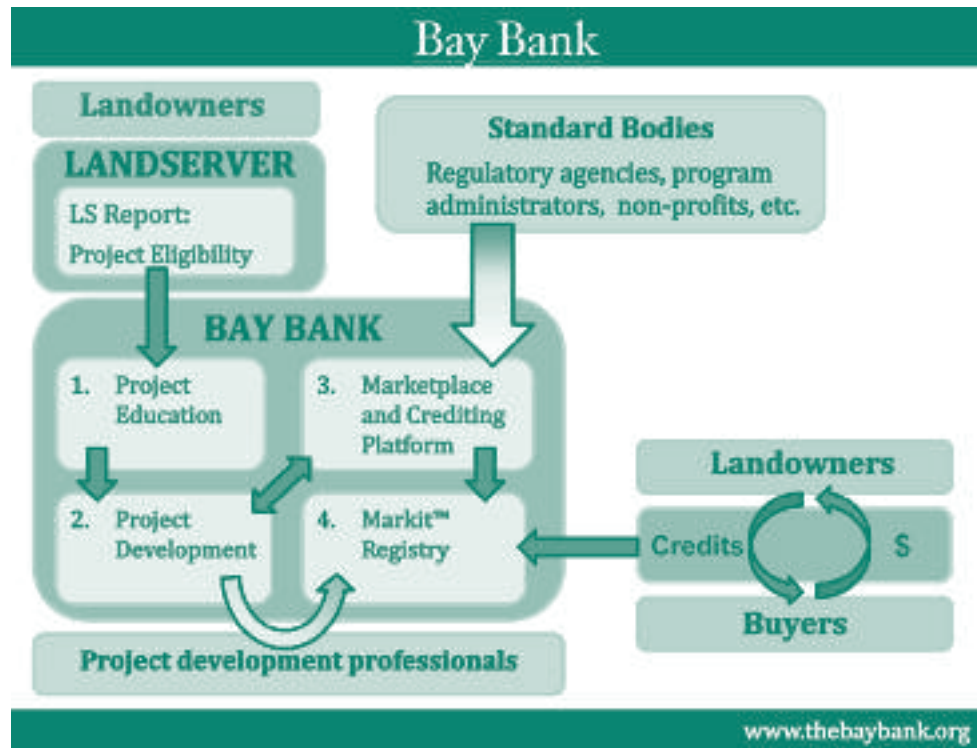 Bay Bank
Landowners
LANDSERVER
LS Report:
Project Eligibility
Standard Bodies
Regulatory agencies, program
administrators, non-profits, etc.
BAY BANK
1. Project
Education
2. Project
Development
3. Marketplace
and Crediting
Platform
4. Markit™
Registry
Project development professionals
Landowners
Credits
$
Buyers
www.thebaybank.org